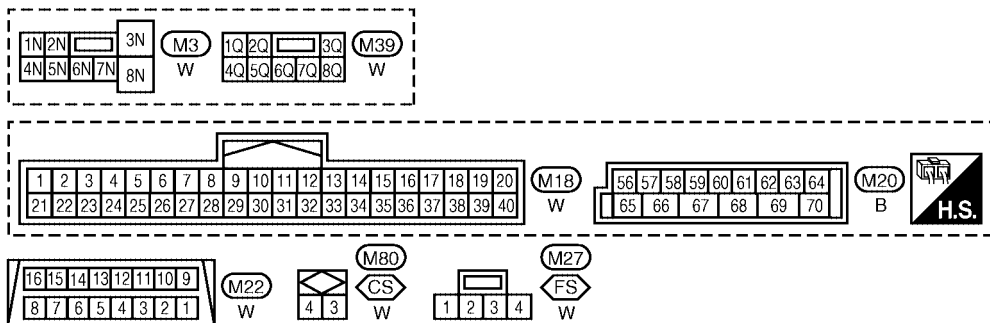 1N 2N 3N
4N 5N 6N 7N 8N
M3
W
1Q 2Q 3Q
4Q 5Q 6Q 7Q 8Q
M39
W
1 2 3 4 5 6 7 8 9 10 11 12 13 14 15 16 17 18 19 20
21 22 23 24 25 26 27 28 29 30 31 32 33 34 35 36 37 38 39 40
M18
W
56 57 58 59 60 61 62 63 64
65 66 67 68 69 70
M20
B
H.S.
16 15 14 13 12 11 10 9
8 7 6 5 4 3 2 1
M22
W
4 3
M80
CS
W
1 2 3 4
M27
FS
W